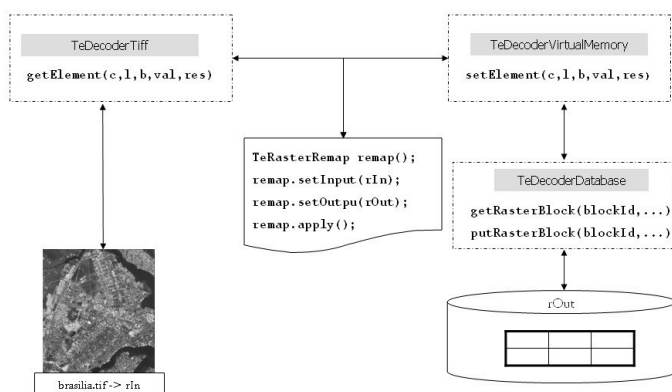 TeDecoderTiff
getElement(c,l,b,val,res)
TeDecoderVirtualMemory
setElement(c,l,b,val,res)
TeRasterRemap remap();
remap.setInput(rIn);
remap.setOutpu(rOut);
remap.apply();
TeDecoderDatabase
getRasterBlock(blockId,...)
putRasterBlock(blockId,...)
rOut
brasilia.tif -> rIn